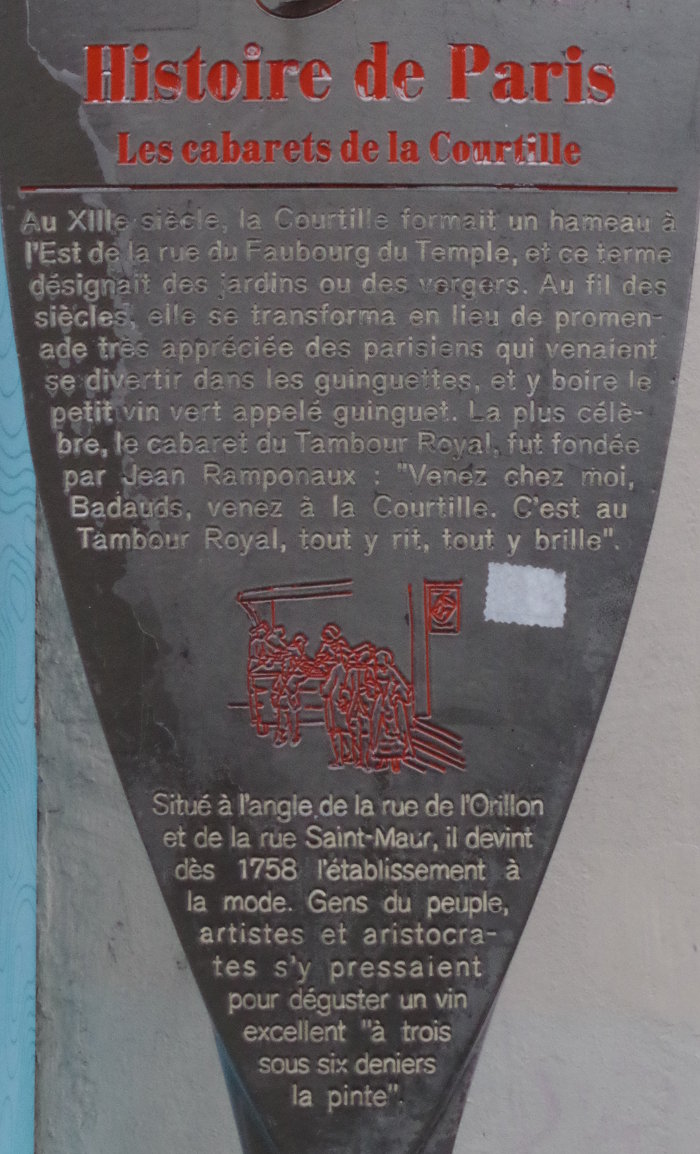 Histoire de Paris
Les cabarets de la Courtille
Au XIIIe siècle, la Courtille formait un hameau à
l'Est de la rue du Faubourg du Temple, et ce terme
désignait des jardins ou des vergers. Au fil des
siècles, elle se transforma en lieu de promen-
ade très appréciée des parisiens qui venaient
se divertir dans les guinguettes, et y boire le
petit vin vert appelé guinguet. La plus célè-
bre, le cabaret du Tambour Royal, fut fondée
par Jean Ramponaux : "Venez chez moi,
Badauds, venez à la Courtille. C'est au
Tambour Royal, tout y rit, tout y brille".
Situé à l'angle de la rue de l'Orillon
et de la rue Saint-Maur, il devint
dès 1758 l'établissement à
la mode. Gens du peuple,
artistes et aristocra-
tes s'y pressaient
pour déguster un vin
excellent "à trois
sous six deniers
la pinte".